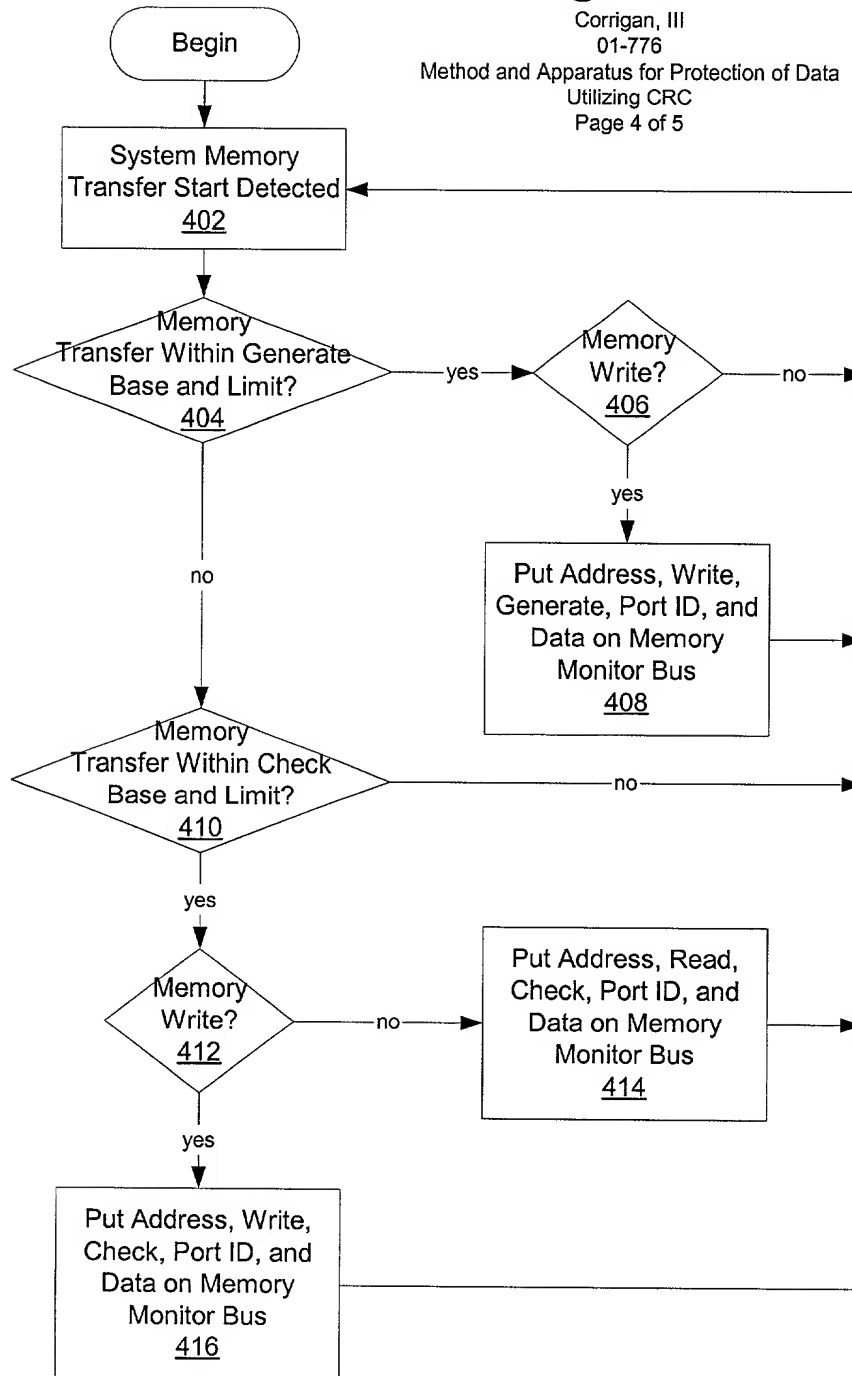 Corrigan, III
01-776
Method and Apparatus for Protection of Data
Utilizing CRC
Page 4 of 5
Begin
System Memory
Transfer Start Detected
402
Memory
Transfer Within Generate
Base and Limit?
404
yes
Memory
Write?
406
no
yes
no
Put Address, Write,
Generate, Port ID, and
Data on Memory
Monitor Bus
408
Memory
Transfer Within Check
Base and Limit?
410
no
yes
Memory
Write?
412
no
Put Address, Read,
Check, Port ID, and
Data on Memory
Monitor Bus
414
yes
Put Address, Write,
Check, Port ID, and
Data on Memory
Monitor Bus
416